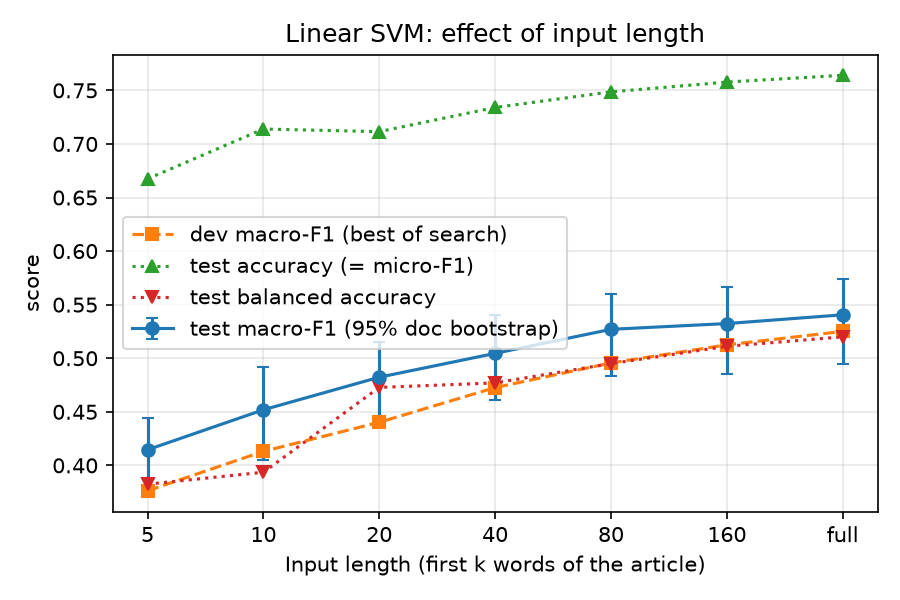 Linear SVM: effect of input length
score
0.75
0.70
0.65
0.60
0.55
0.50
0.45
0.40
dev macro-F1 (best of search)
test accuracy (= micro-F1)
test balanced accuracy
test macro-F1 (95% doc bootstrap)
5 10 20 40 80 160 full
Input length (first k words of the article)